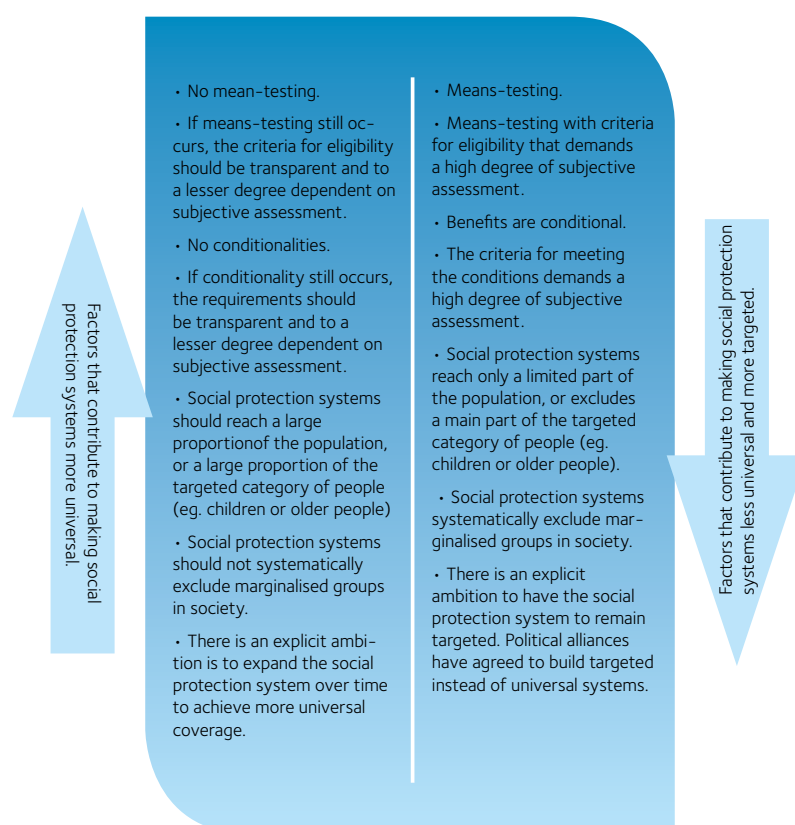 Factors that contribute to making social
protection systems more universal.
• No mean-testing.
• If means-testing still oc-
curs, the criteria for eligibility
should be transparent and to
a lesser degree dependent on
subjective assessment.
• No conditionalities.
• If conditionality still occurs,
the requirements should
be transparent and to a
lesser degree dependent on
subjective assessment.
• Social protection systems
should reach a large
proportionof the population,
or a large proportion of the
targeted category of people
(eg. children or older people)
• Social protection systems
should not systematically
exclude marginalised groups
in society.
• There is an explicit ambi-
tion is to expand the social
protection system over time
to achieve more universal
coverage.
• Means-testing.
• Means-testing with criteria
for eligibility that demands
a high degree of subjective
assessment.
• Benefits are conditional.
• The criteria for meeting
the conditions demands a
high degree of subjective
assessment.
• Social protection systems
reach only a limited part of
the population, or excludes
a main part of the targeted
category of people (eg.
children or older people).
• Social protection systems
systematically exclude mar-
ginalised groups in society.
• There is an explicit
ambition to have the social
protection system to remain
targeted. Political alliances
have agreed to build targeted
instead of universal systems.
Factors that contribute to making social protection
systems less universal and more targeted.